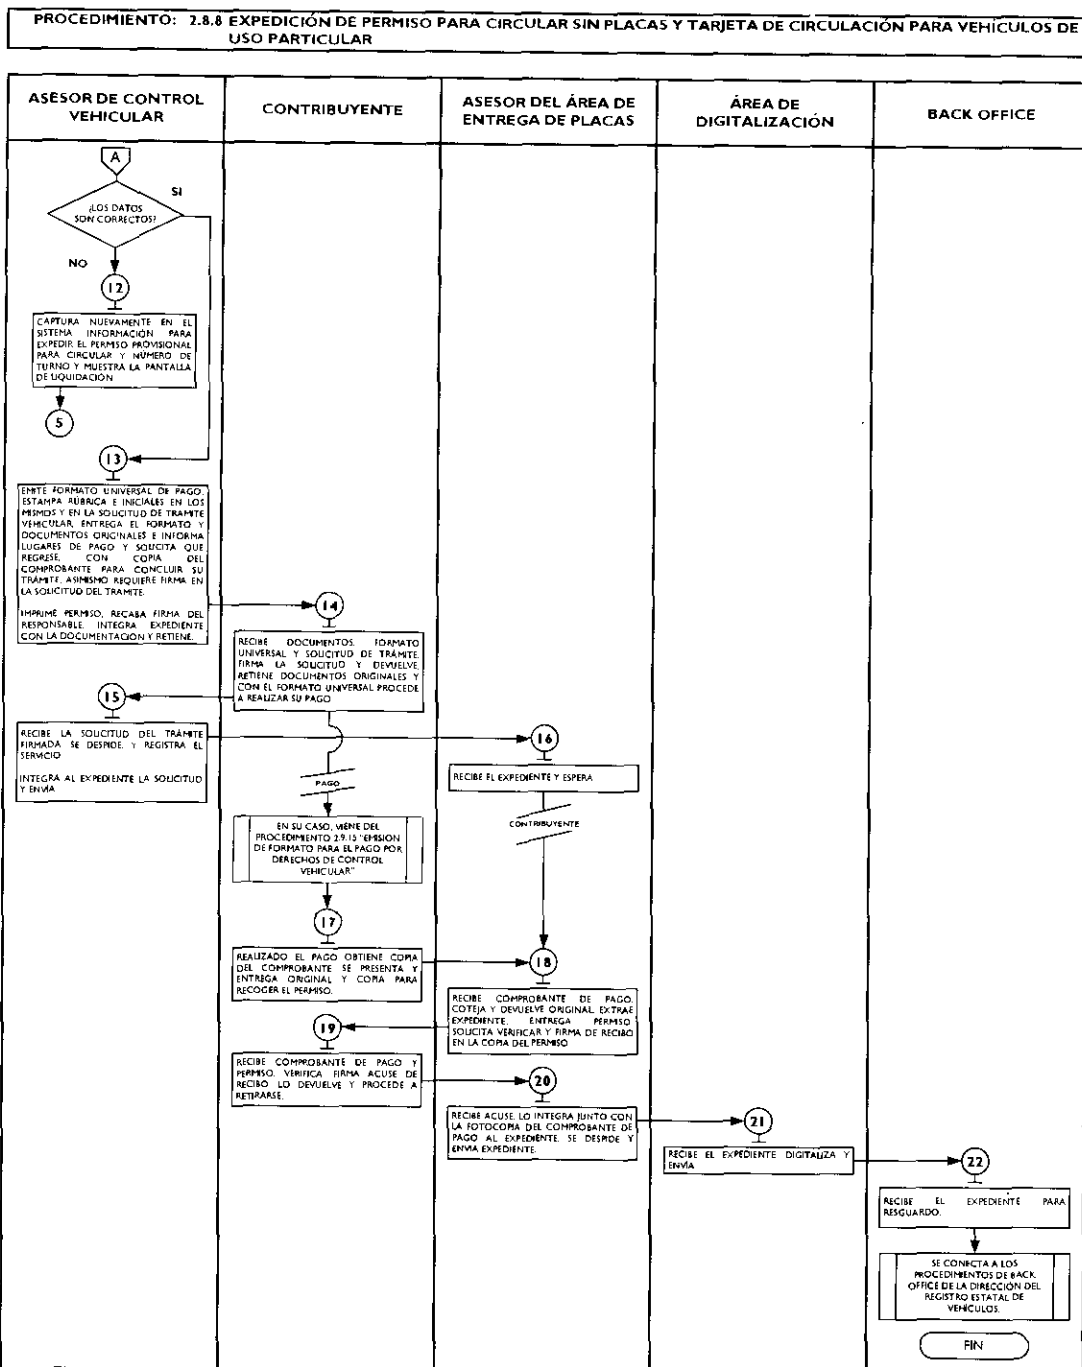 PROCEDIMIENTO: 2.8.8 EXPEDICIÓN DE PERMISO PARA CIRCULAR SIN PLACAS Y TARJETA DE CIRCULACIÓN PARA VEHÍCULOS DE
USO PARTICULAR
ASESOR DE CONTROL
VEHICULAR
CONTRIBUYENTE
ASESOR DEL ÁREA DE
ENTREGA DE PLACAS
ÁREA DE
DIGITALIZACIÓN
BACK OFFICE
A
¿LOS DATOS
SON CORRECTOS?
SI
NO
12
CAPTURA NUEVAMENTE EN EL
SISTEMA INFORMACIÓN PARA
EXPEDIR EL PERMISO PROVISIONAL
PARA CIRCULAR Y NÚMERO DE
TURNO Y MUESTRA LA PANTALLA
DE LIQUIDACIÓN
5
13
EMITE FORMATO UNIVERSAL DE PAGO.
ESTAMPA RÚBRICA E INICIALES EN LOS
MISMOS Y EN LA SOLICITUD DE TRAMITE
VEHICULAR, ENTREGA EL FORMATO Y
DOCUMENTOS ORIGINALES E INFORMA
LUGARES DE PAGO Y SOLICITA QUE
REGRESE, CON COPIA DEL
COMPROBANTE PARA CONCLUIR SU
TRÁMITE. ASIMISMO REQUIERE FIRMA EN
LA SOLICITUD DEL TRAMITE.
IMPRIME PERMISO, RECABA FIRMA DEL
RESPONSABLE. INTEGRA EXPEDIENTE
CON LA DOCUMENTACIÓN Y RETIENE.
14
RECIBE DOCUMENTOS, FORMATO
UNIVERSAL Y SOLICITUD DE TRÁMITE.
FIRMA LA SOLICITUD Y DEVUELVE,
RETIENE DOCUMENTOS ORIGINALES Y
CON EL FORMATO UNIVERSAL PROCEDE
A REALIZAR SU PAGO
15
RECIBE LA SOLICITUD DEL TRÁMITE
FIRMADA SE DESPIDE, Y REGISTRA EL
SERVICIO
INTEGRA AL EXPEDIENTE LA SOLICITUD
Y ENVÍA
16
RECIBE EL EXPEDIENTE Y ESPERA
PAGO
CONTRIBUYENTE
EN SU CASO, VIENE DEL
PROCEDIMIENTO 2.9.15 "EMISION
DE FORMATO PARA EL PAGO POR
DERECHOS DE CONTROL
VEHICULAR"
17
REALIZADO EL PAGO OBTIENE COPIA
DEL COMPROBANTE SE PRESENTA Y
ENTREGA ORIGINAL Y COPIA PARA
RECOGER EL PERMISO.
18
RECIBE COMPROBANTE DE PAGO,
COTEJA Y DEVUELVE ORIGINAL. EXTRAE
EXPEDIENTE, ENTREGA PERMISO
SOLICITA VERIFICAR Y FIRMA DE RECIBO
EN LA COPIA DEL PERMISO
19
RECIBE COMPROBANTE DE PAGO Y
PERMISO. VERIFICA FIRMA ACUSE DE
RECIBO LO DEVUELVE Y PROCEDE A
RETIRARSE.
20
RECIBE ACUSE, LO INTEGRA JUNTO CON
LA FOTOCOPIA DEL COMPROBANTE DE
PAGO AL EXPEDIENTE. SE DESPIDE Y
ENVIA EXPEDIENTE.
21
RECIBE EL EXPEDIENTE DIGITALIZA Y
ENVÍA
22
RECIBE EL EXPEDIENTE PARA
RESGUARDO.
SE CONECTA A LOS
PROCEDIMIENTOS DE BACK
OFFICE DE LA DIRECCIÓN DEL
REGISTRO ESTATAL DE
VEHÍCULOS.
FIN